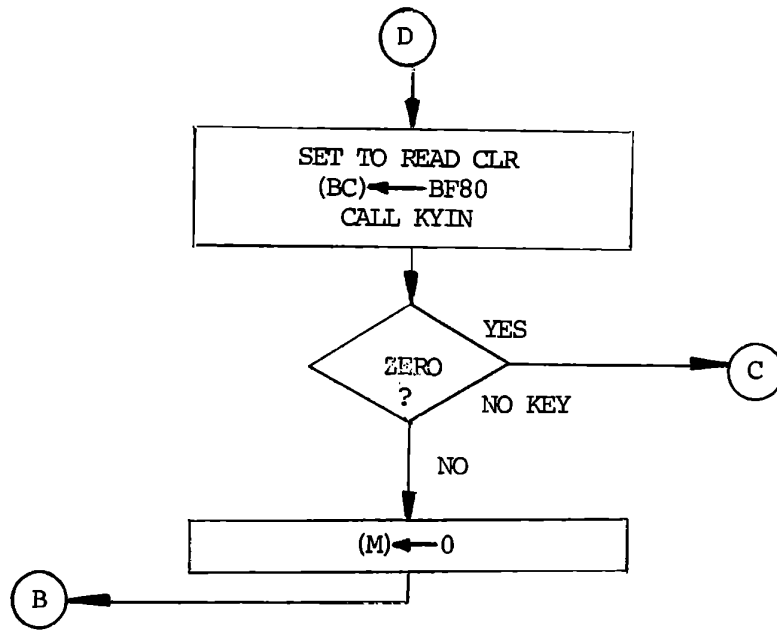 D
SET TO READ CLR
(BC)←BF80
CALL KYIN
YES
ZERO
?
C
NO KEY
NO
(M)←0
B